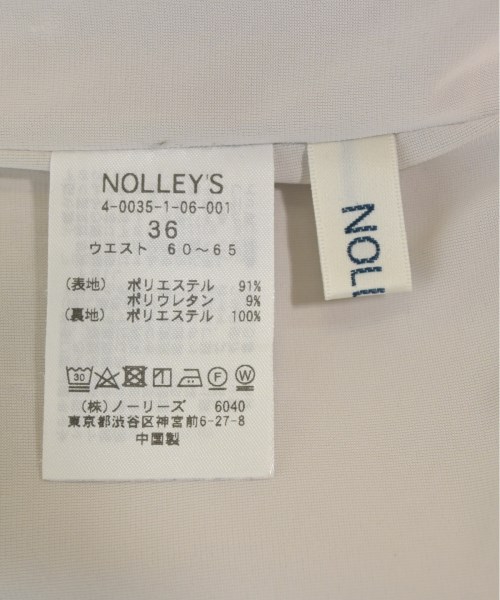 NOLLEY'S
4-0035-1-06-001
36
ウエスト 60～65
(表地) ポリエステル 91%
ポリウレタン 9%
(裏地) ポリエステル 100%
30 F W
(株)ノーリーズ 6040
東京都渋谷区神宮前6-27-8
中国製
NOLL